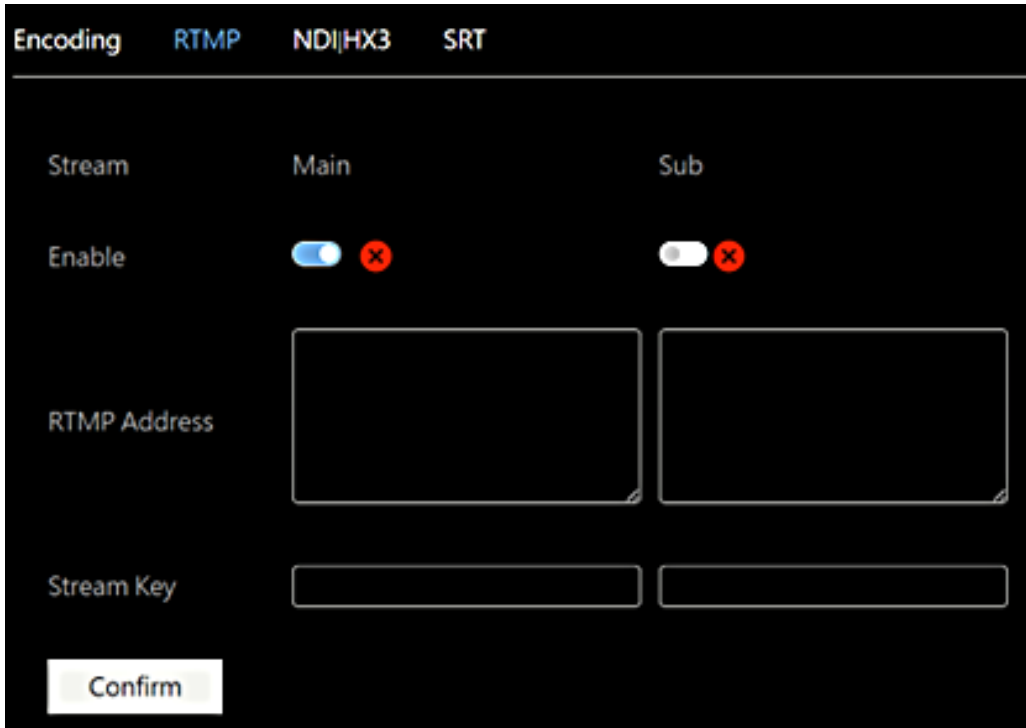 Encoding RTMP NDI|HX3 SRT
Stream Main Sub
Enable
RTMP Address
Stream Key
Confirm